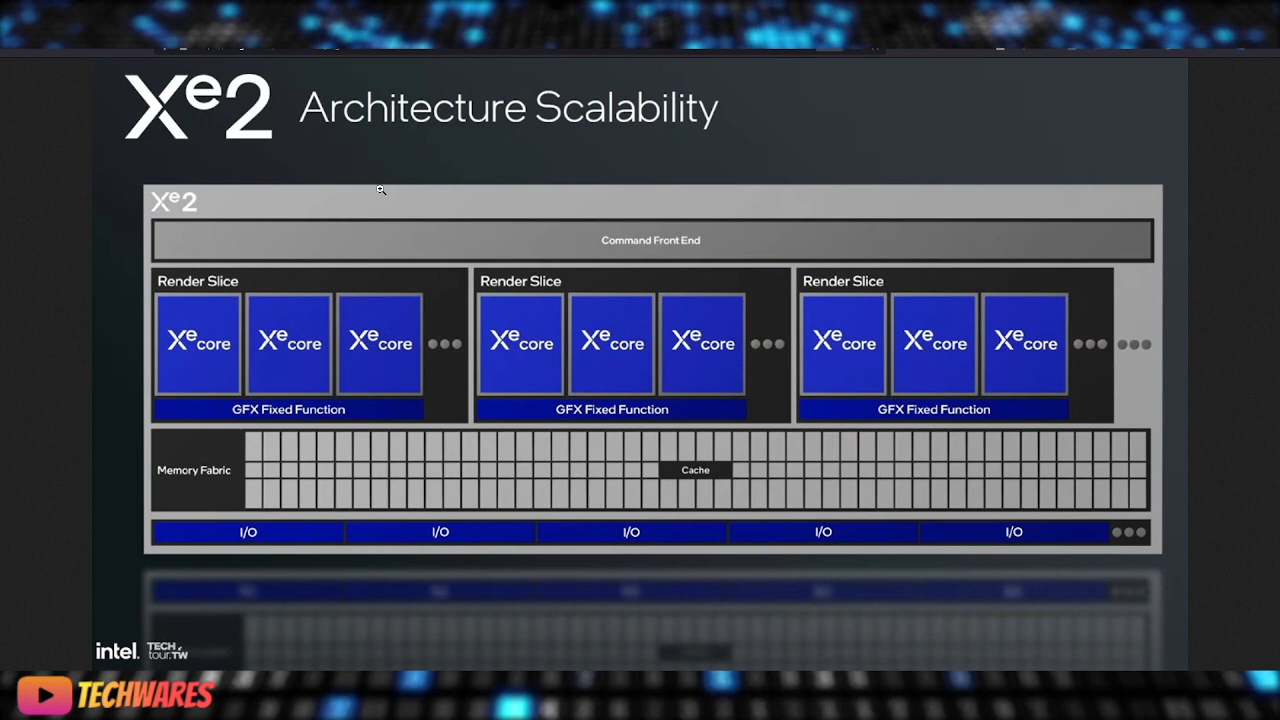 Xe2 Architecture Scalability
Xe2
Command Front End
Render Slice
Xe core Xe core Xe core
GFX Fixed Function
Render Slice
Xe core Xe core Xe core
GFX Fixed Function
Render Slice
Xe core Xe core Xe core
GFX Fixed Function
Memory Fabric
Cache
I/O I/O I/O I/O I/O
intel. TECH
tour.TW
TECHWARES